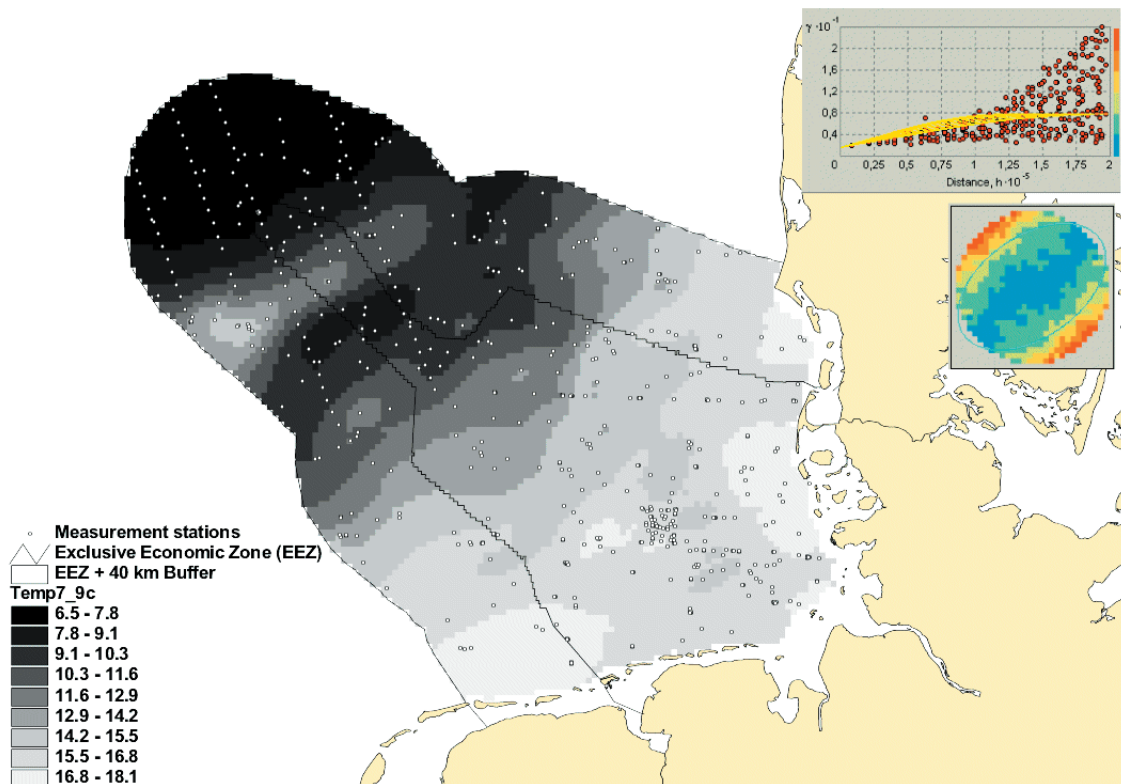 γ ·10⁻¹
2
1,6
1,2
0,8
0,4
0 0,25 0,5 0,75 1 1,25 1,5 1,75 2
Distance, h ·10⁻⁵
Measurement stations
Exclusive Economic Zone (EEZ)
EEZ + 40 km Buffer
Temp7_9c
6.5 - 7.8
7.8 - 9.1
9.1 - 10.3
10.3 - 11.6
11.6 - 12.9
12.9 - 14.2
14.2 - 15.5
15.5 - 16.8
16.8 - 18.1